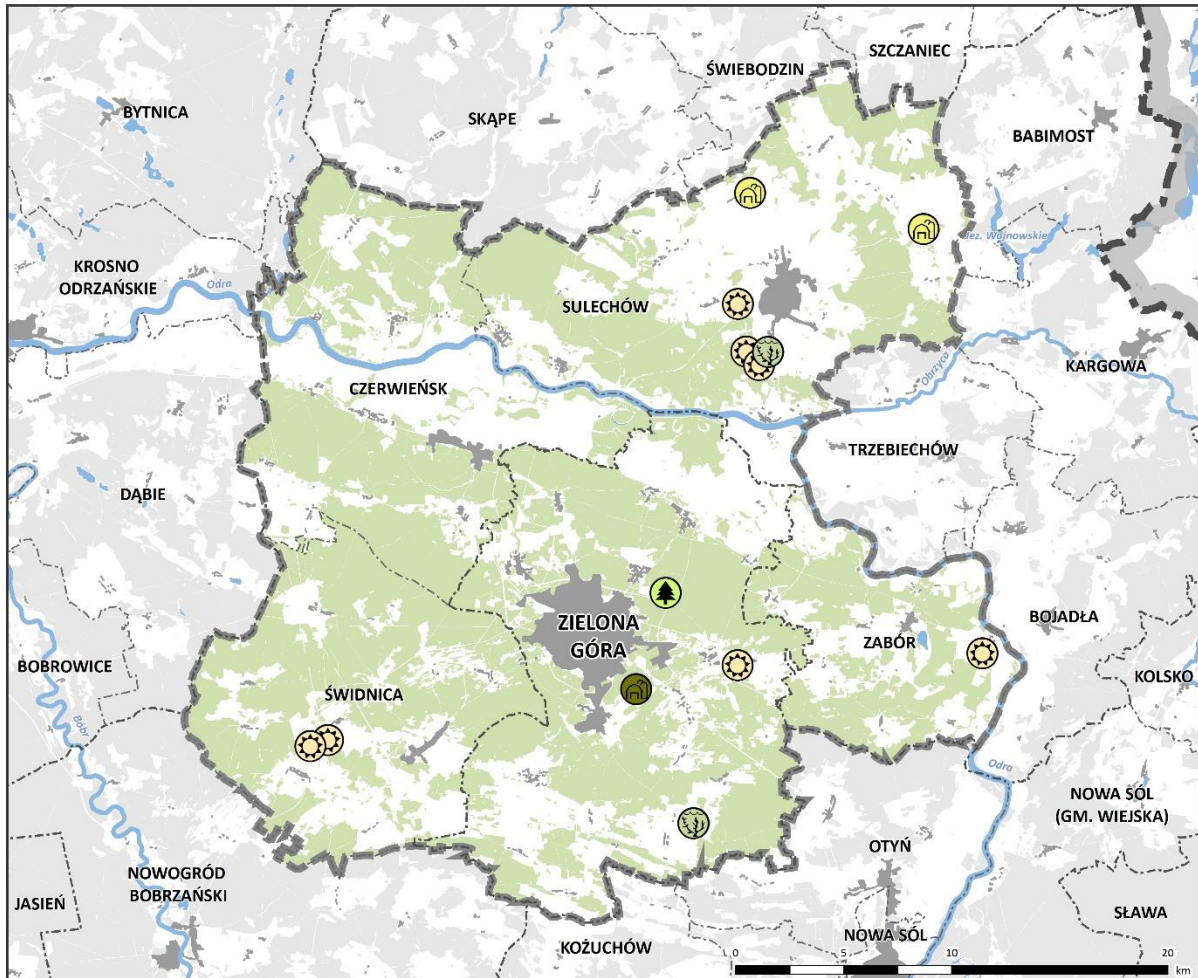 SZCZANIEC
ŚWIEBODZIN
BYTNICA
SKĄPE
BABIMOST
Jez. Wojnowskie
KROSNO
ODRZAŃSKIE
Odra
SULECHÓW
Obrzyca
KARGOWA
CZERWIEŃSK
TRZEBIECHÓW
DĄBIE
ZIELONA
GÓRA
ZABÓR
BOJADŁA
BOBROWICE
KOLSKO
ŚWIDNICA
Bóbr
Odra
NOWA SÓL
(GM. WIEJSKA)
OTYŃ
NOWOGRÓD
BOBRZAŃSKI
JASIEŃ
SŁAWA
NOWA SÓL
KOŻUCHÓW
0 5 10 20
km